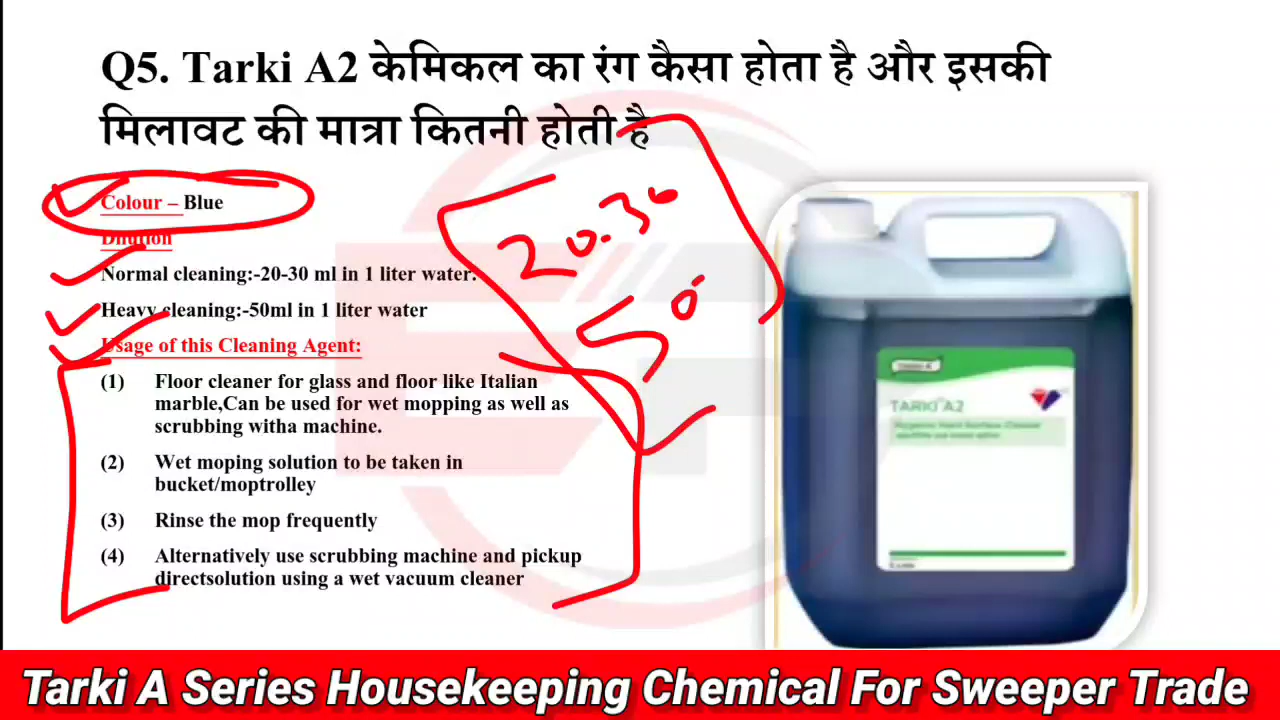 Q5. Tarki A2 केमिकल का रंग कैसा होता है और इसकी
मिलावट की मात्रा कितनी होती है
Colour – Blue
Dilution
Normal cleaning:-20-30 ml in 1 liter water.
Heavy cleaning:-50ml in 1 liter water
Usage of this Cleaning Agent:
(1) Floor cleaner for glass and floor like Italian
marble,Can be used for wet mopping as well as
scrubbing witha machine.
(2) Wet moping solution to be taken in
bucket/moptrolley
(3) Rinse the mop frequently
(4) Alternatively use scrubbing machine and pickup
directsolution using a wet vacuum cleaner
20.30
50
TARKI A2
Tarki A Series Housekeeping Chemical For Sweeper Trade